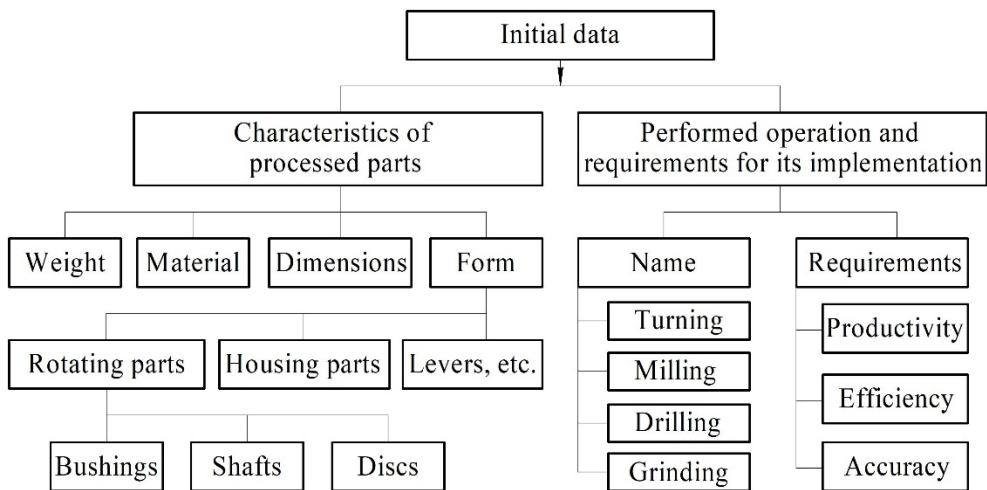 Initial data
Characteristics of
processed parts
Performed operation and
requirements for its implementation
Weight
Material
Dimensions
Form
Name
Requirements
Rotating parts
Housing parts
Levers, etc.
Bushings
Shafts
Discs
Turning
Milling
Drilling
Grinding
Productivity
Efficiency
Accuracy